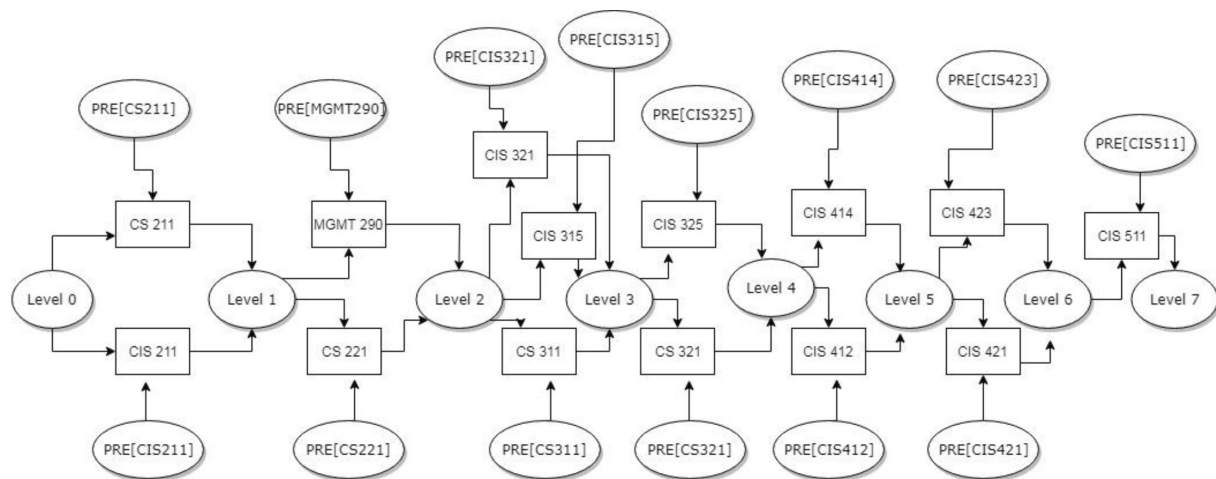 PRE[CIS321]
PRE[CIS315]
PRE[CS211]
PRE[MGMT290]
PRE[CIS325]
PRE[CIS414]
PRE[CIS423]
PRE[CIS511]
CIS 321
CS 211
MGMT 290
CIS 315
CIS 325
CIS 414
CIS 423
CIS 511
Level 0
Level 1
Level 2
Level 3
Level 4
Level 5
Level 6
Level 7
CIS 211
CS 221
CS 311
CS 321
CIS 412
CIS 421
PRE[CIS211]
PRE[CS221]
PRE[CS311]
PRE[CS321]
PRE[CIS412]
PRE[CIS421]